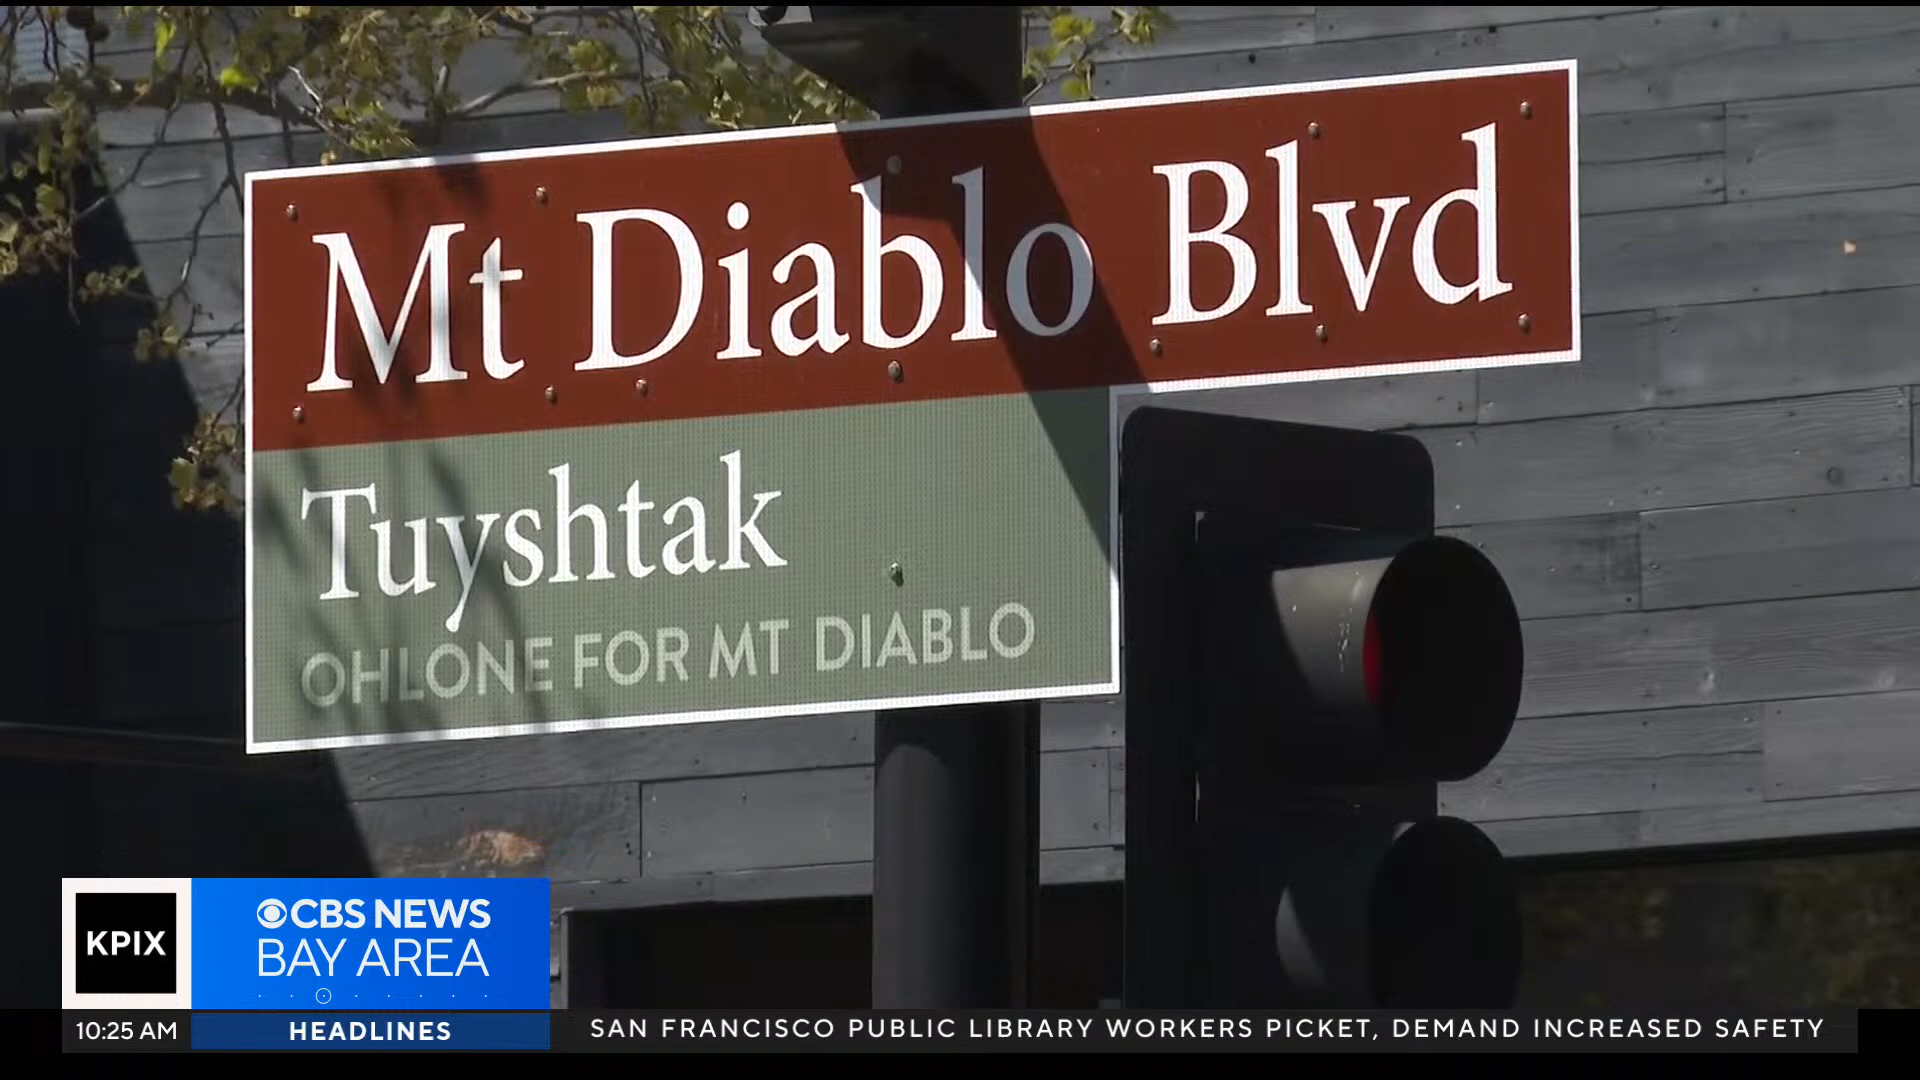 Mt Diablo Blvd
Tuyshtak
OHLONE FOR MT DIABLO
KPIX
CBS NEWS
BAY AREA
10:25 AM
HEADLINES
SAN FRANCISCO PUBLIC LIBRARY WORKERS PICKET, DEMAND INCREASED SAFETY